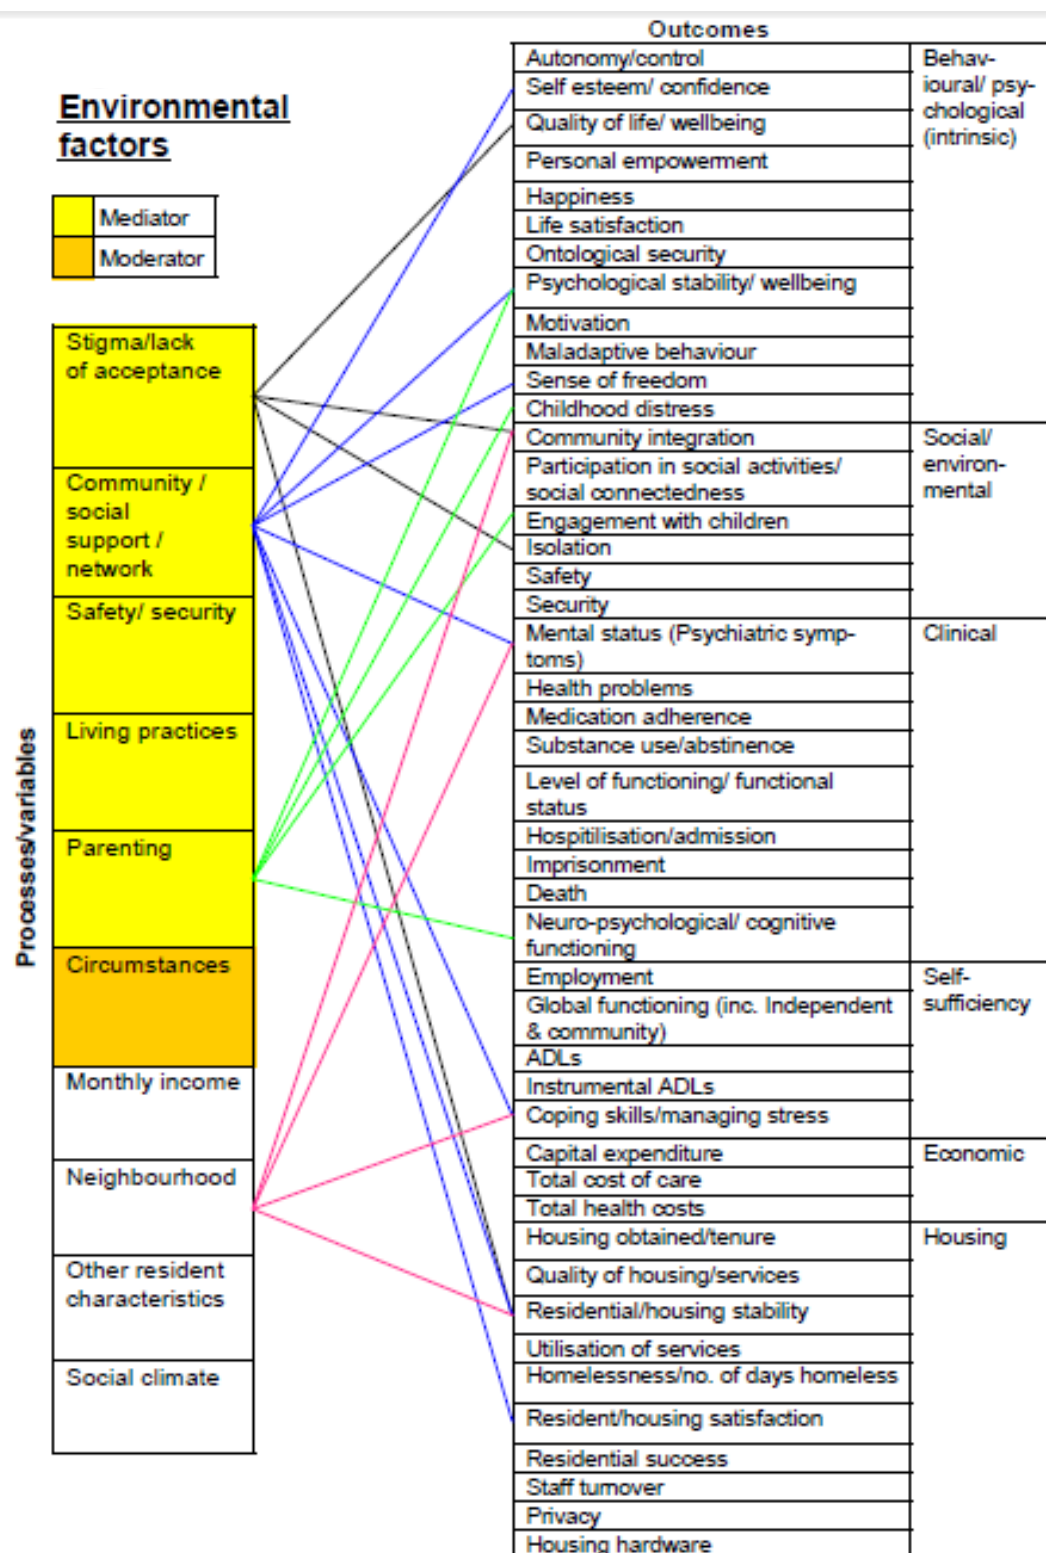 Outcomes
Environmental
factors
Mediator
Moderator
Processes/variables
Stigma/lack
of acceptance
Community /
social
support /
network
Safety/ security
Living practices
Parenting
Circumstances
Monthly income
Neighbourhood
Other resident
characteristics
Social climate
Autonomy/control
Self esteem/ confidence
Quality of life/ wellbeing
Personal empowerment
Happiness
Life satisfaction
Ontological security
Psychological stability/ wellbeing
Motivation
Maladaptive behaviour
Sense of freedom
Childhood distress
Behav-
ioural/ psy-
chological
(intrinsic)
Community integration
Participation in social activities/
social connectedness
Engagement with children
Isolation
Safety
Security
Social/
environ-
mental
Mental status (Psychiatric symp-
toms)
Health problems
Medication adherence
Substance use/abstinence
Level of functioning/ functional
status
Hospitilisation/admission
Imprisonment
Death
Neuro-psychological/ cognitive
functioning
Clinical
Employment
Global functioning (inc. Independent
& community)
ADLs
Instrumental ADLs
Coping skills/managing stress
Self-
sufficiency
Capital expenditure
Total cost of care
Total health costs
Economic
Housing obtained/tenure
Quality of housing/services
Residential/housing stability
Utilisation of services
Homelessness/no. of days homeless
Resident/housing satisfaction
Residential success
Staff turnover
Privacy
Housing hardware
Housing